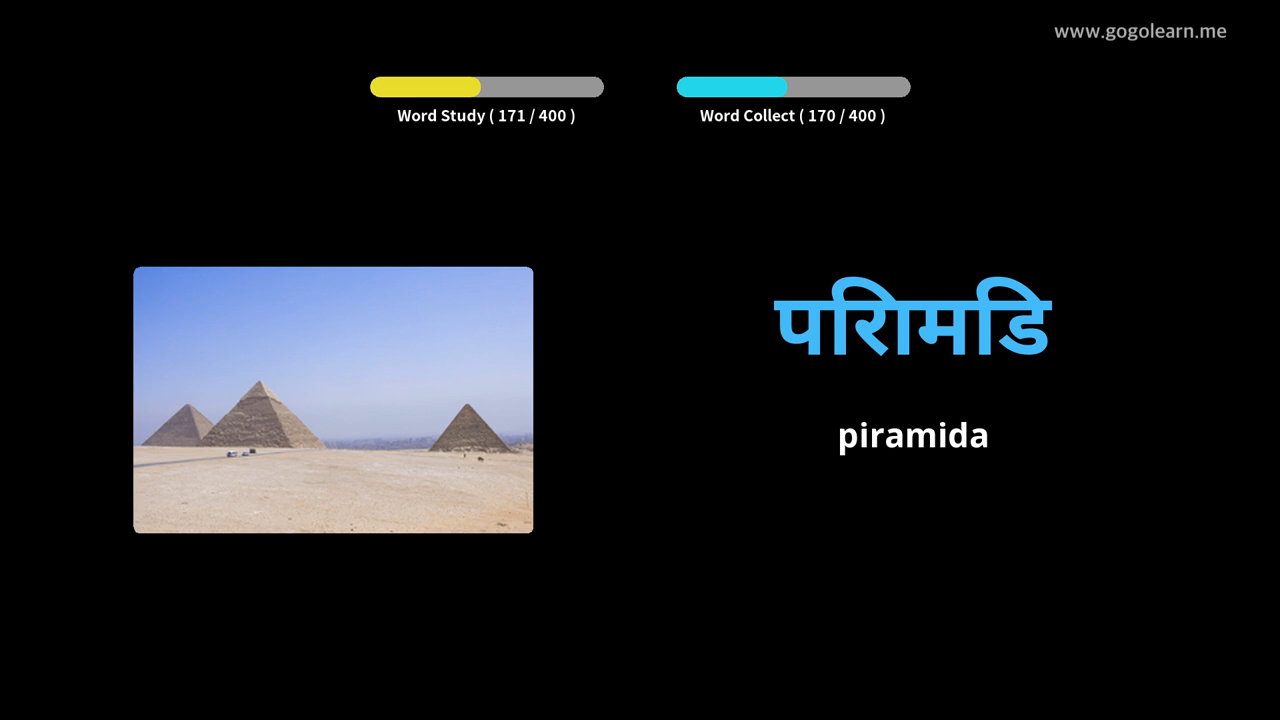 www.gogolearn.me
Word Study ( 171 / 400 )
Word Collect ( 170 / 400 )
परिामडि
piramida